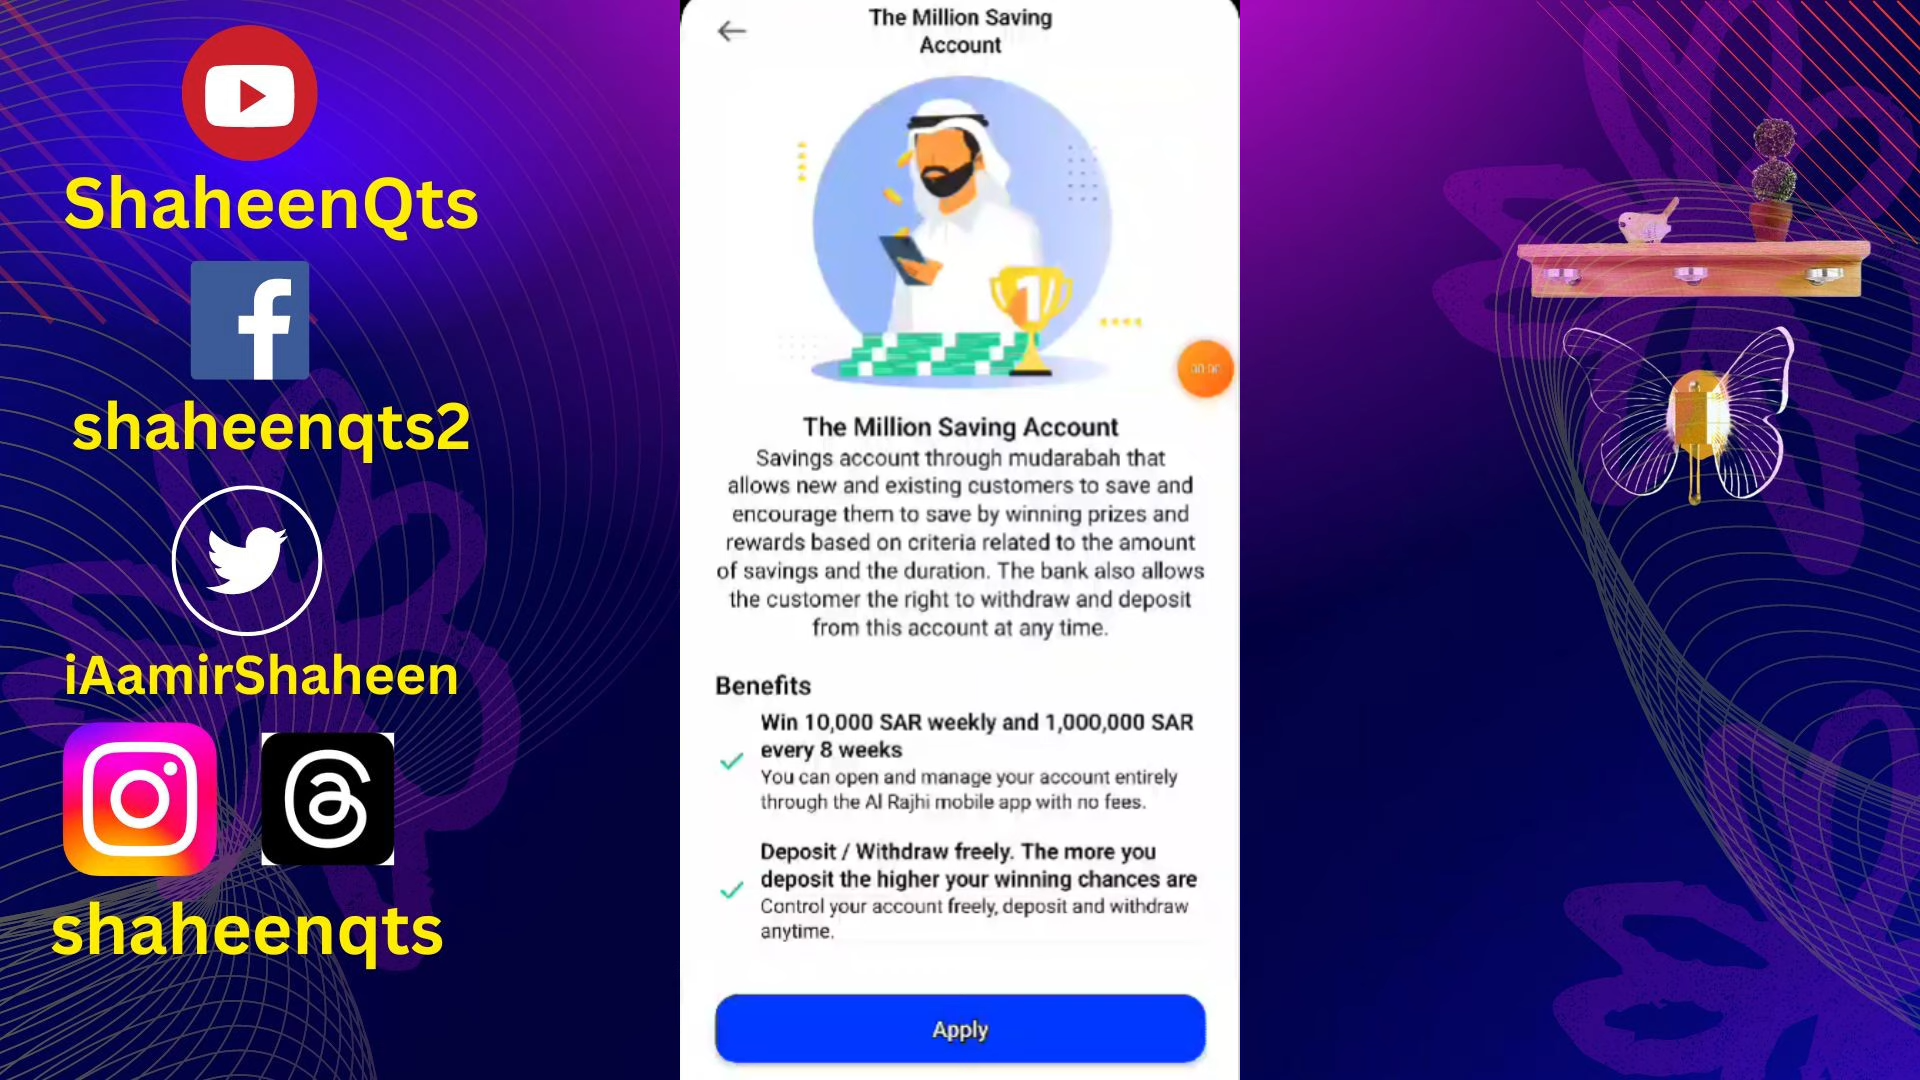 ShaheenQts
shaheenqts2
iAamirShaheen
shaheenqts
The Million Saving
Account
1
00:00
The Million Saving Account
Savings account through mudarabah that
allows new and existing customers to save and
encourage them to save by winning prizes and
rewards based on criteria related to the amount
of savings and the duration. The bank also allows
the customer the right to withdraw and deposit
from this account at any time.
Benefits
Win 10,000 SAR weekly and 1,000,000 SAR
every 8 weeks
You can open and manage your account entirely
through the Al Rajhi mobile app with no fees.
Deposit / Withdraw freely. The more you
deposit the higher your winning chances are
Control your account freely, deposit and withdraw
anytime.
Apply